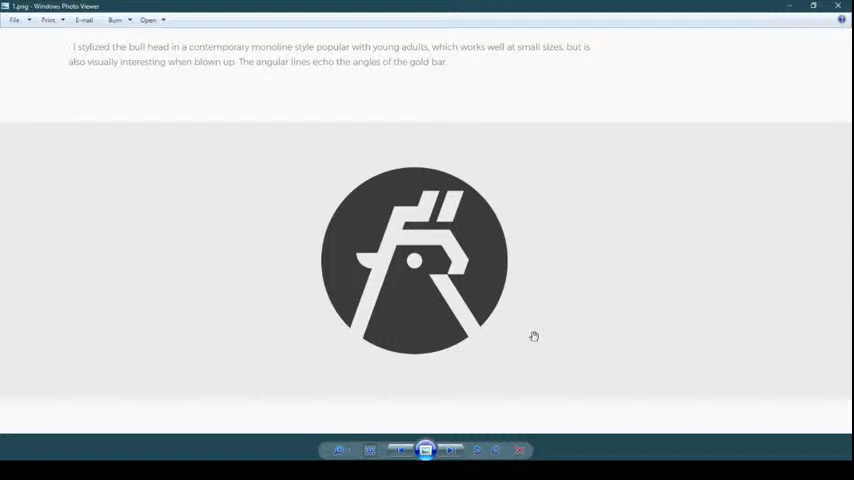 1.png - Windows Photo Viewer
File Print E-mail Burn Open
I stylized the bull head in a contemporary monoline style popular with young adults, which works well at small sizes, but is
also visually interesting when blown up. The angular lines echo the angles of the gold bar.